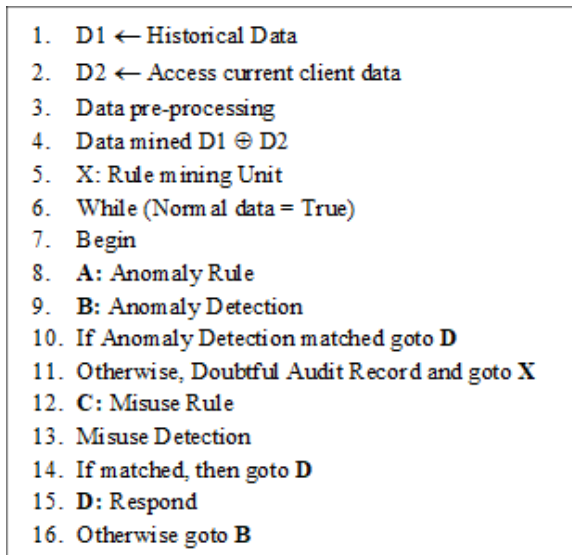 1. D1 ← Historical Data
2. D2 ← Access current client data
3. Data pre-processing
4. Data mined D1 ⊕ D2
5. X: Rule mining Unit
6. While (Normal data = True)
7. Begin
8. A: Anomaly Rule
9. B: Anomaly Detection
10. If Anomaly Detection matched goto D
11. Otherwise, Doubtful Audit Record and goto X
12. C: Misuse Rule
13. Misuse Detection
14. If matched, then goto D
15. D: Respond
16. Otherwise goto B